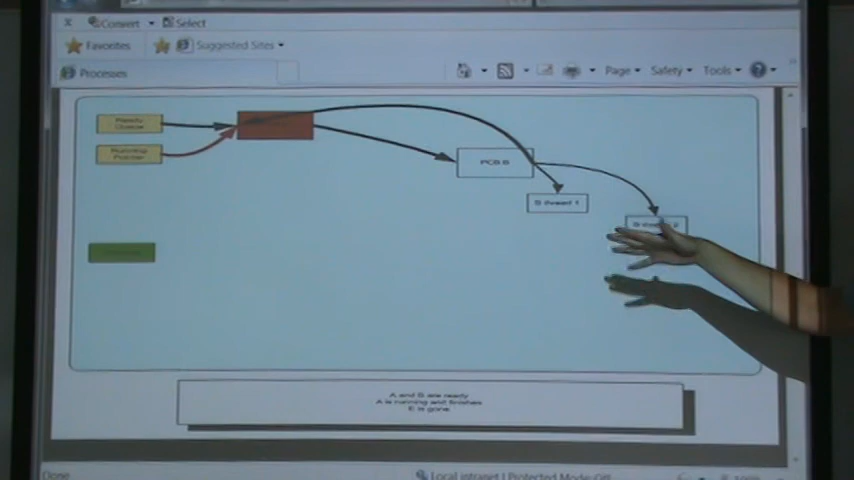 x Convert Select
Favorites Suggested Sites
Processes Page Safety Tools
Ready
Queue
Running
Pointer
PCB B
B thread 1
A and B are ready
A is running and finishes
E is gone
Done Local intranet | Protected Mode: Off